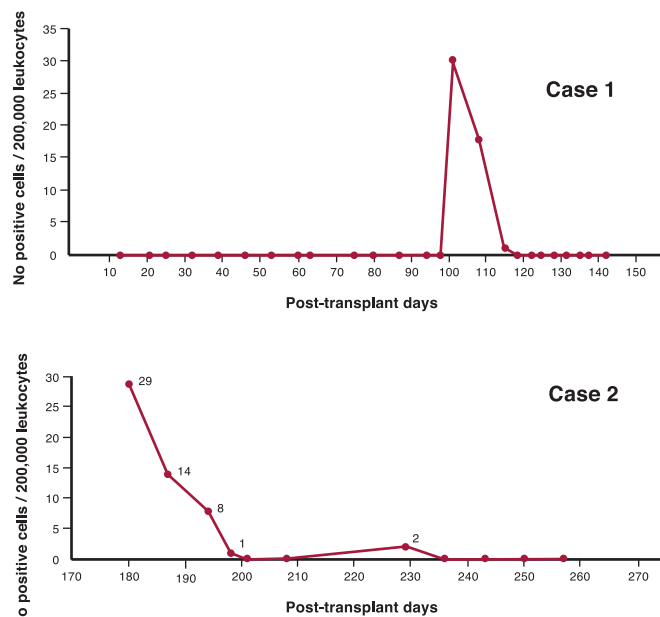 No positive cells / 200,000 leukocytes
35
30
25
20
15
10
5
0
Case 1
10 20 30 40 50 60 70 80 90 100 110 120 130 140 150
Post-transplant days
o positive cells / 200,000 leukocytes
30
25
20
15
10
5
0
29
14
8
1
2
Case 2
170 180 190 200 210 220 230 240 250 260 270
Post-transplant days